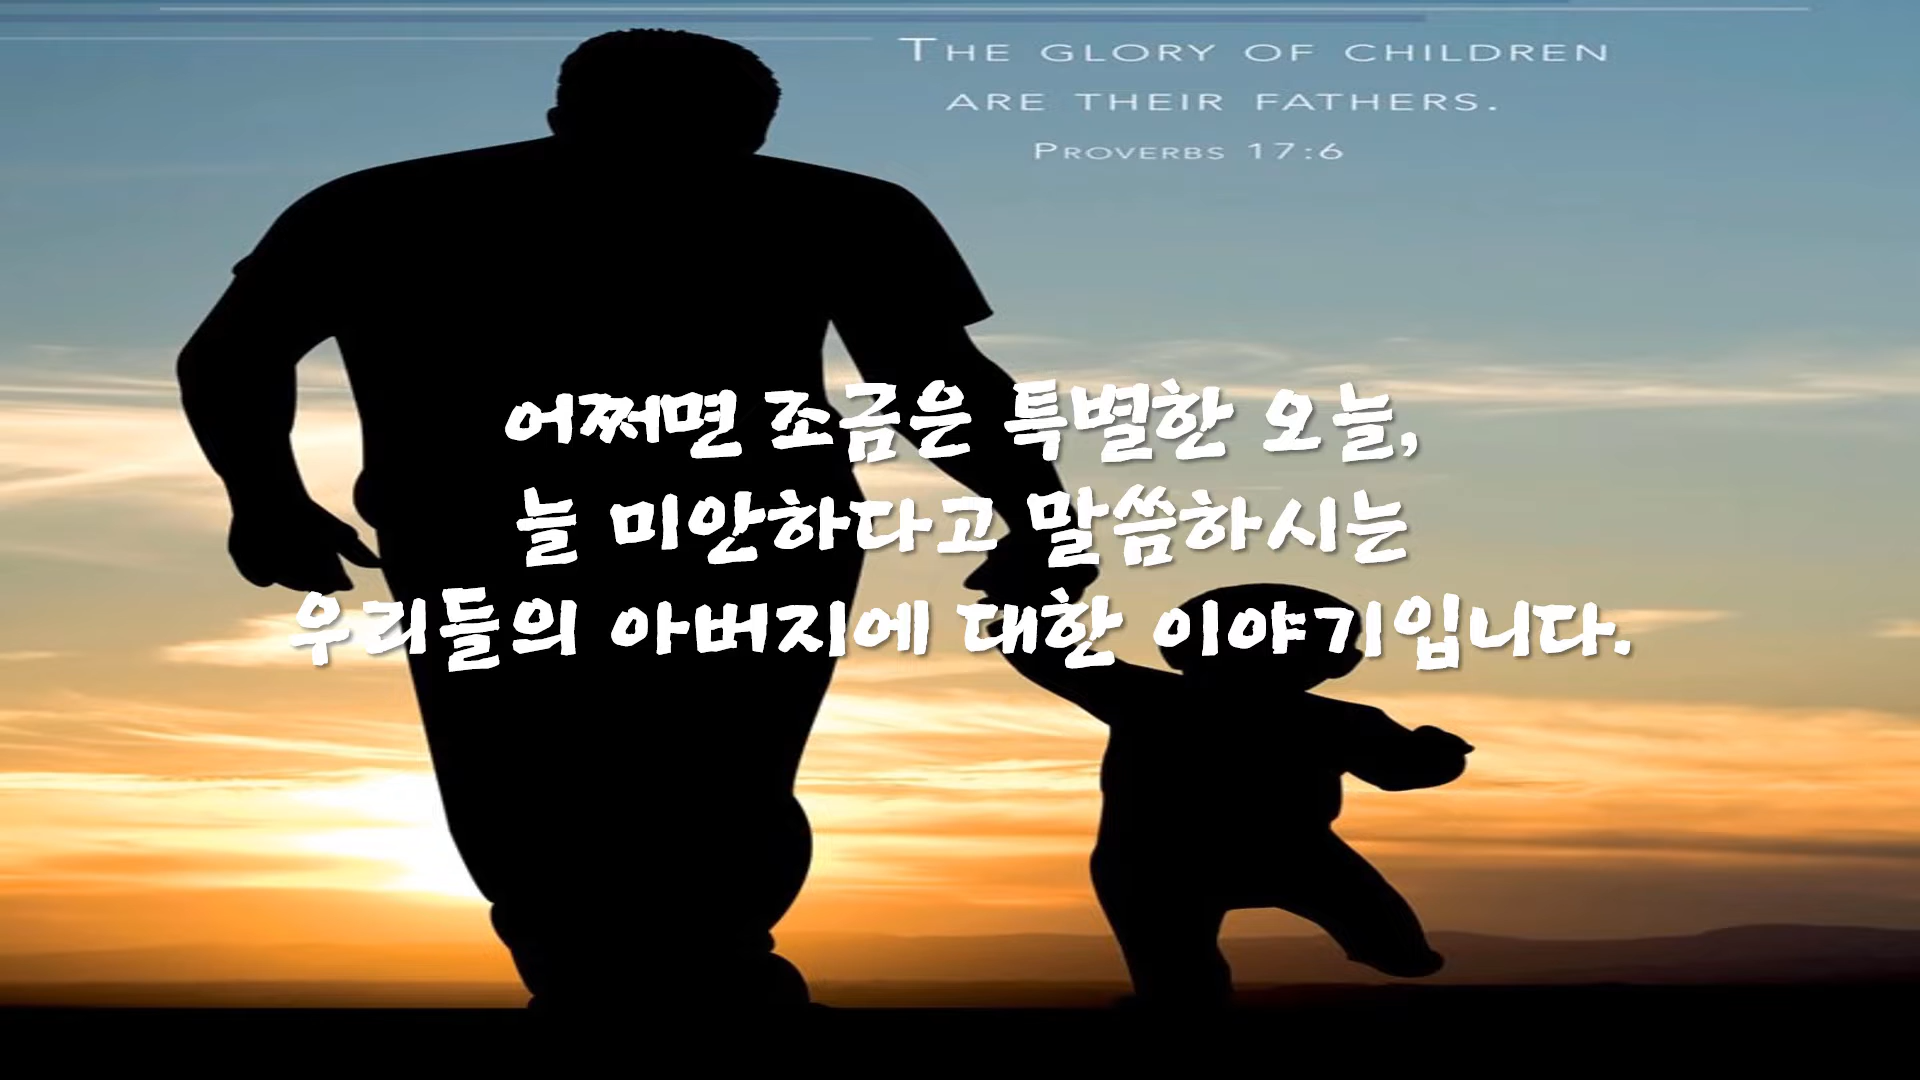 THE GLORY OF CHILDREN
ARE THEIR FATHERS.
PROVERBS 17:6
어쩌면 조금은 특별한 오늘,
늘 미안하다고 말씀하시는
우리들의 아버지에 대한 이야기입니다.